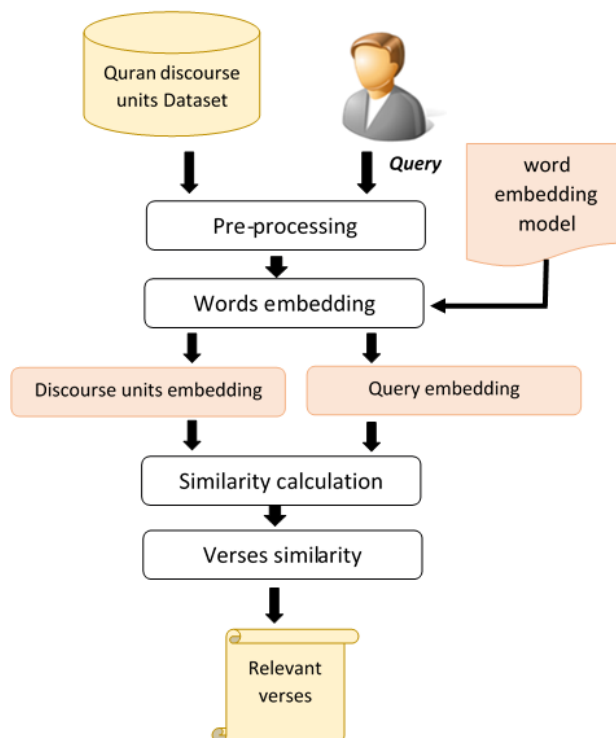 Quran discourse
units Dataset
Query
word
embedding
model
Pre-processing
Words embedding
Discourse units embedding
Query embedding
Similarity calculation
Verses similarity
Relevant
verses